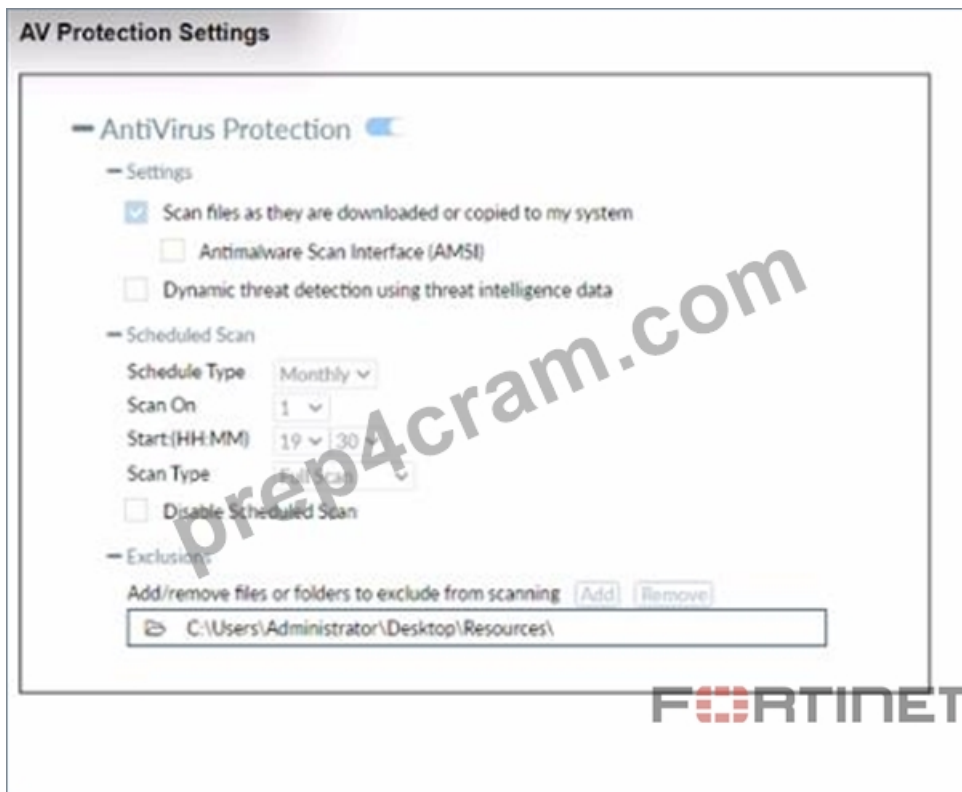 AV Protection Settings
AntiVirus Protection
Settings
Scan files as they are downloaded or copied to my system
Antimalware Scan Interface (AMSI)
Dynamic threat detection using threat intelligence data
Scheduled Scan
Schedule Type Monthly
Scan On 1
Start:(HH:MM) 19 30
Scan Type Full Scan
Disable Scheduled Scan
Exclusions
Add/remove files or folders to exclude from scanning Add Remove
C:\Users\Administrator\Desktop\Resources\
prep4cram.com
FORTINET